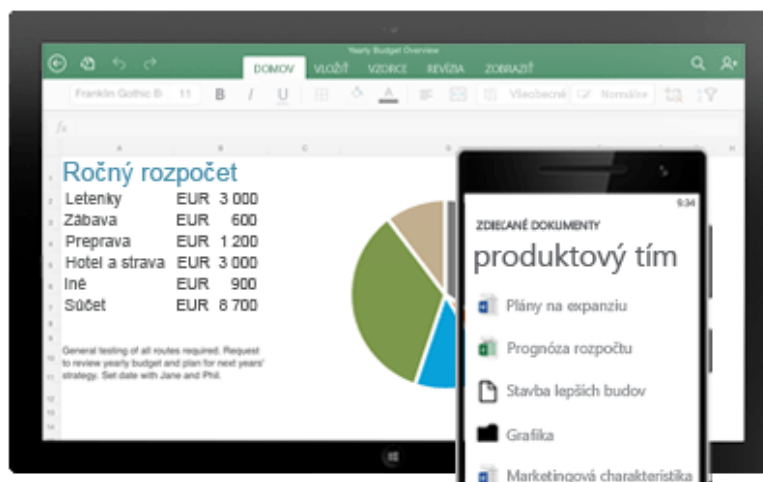 Yearly Budget Overview
DOMOV VLOŽIŤ VZORCE REVÍZIA ZOBRAZIŤ
Franklin Gothic B 11 B I U A Všeobecné Normálne
fx
A B C D H
Ročný rozpočet
Letenky EUR 3 000
Zábava EUR 600
Preprava EUR 1 200
Hotel a strava EUR 3 000
Iné EUR 900
Súčet EUR 8 700
General testing of all routes required. Request
to review yearly budget and plan for next years'
strategy. Set date with Jane and Phil.
9:34
ZDIEĽANÉ DOKUMENTY
produktový tím
Plány na expanziu
Prognóza rozpočtu
Stavba lepších budov
Grafika
Marketingová charakteristika